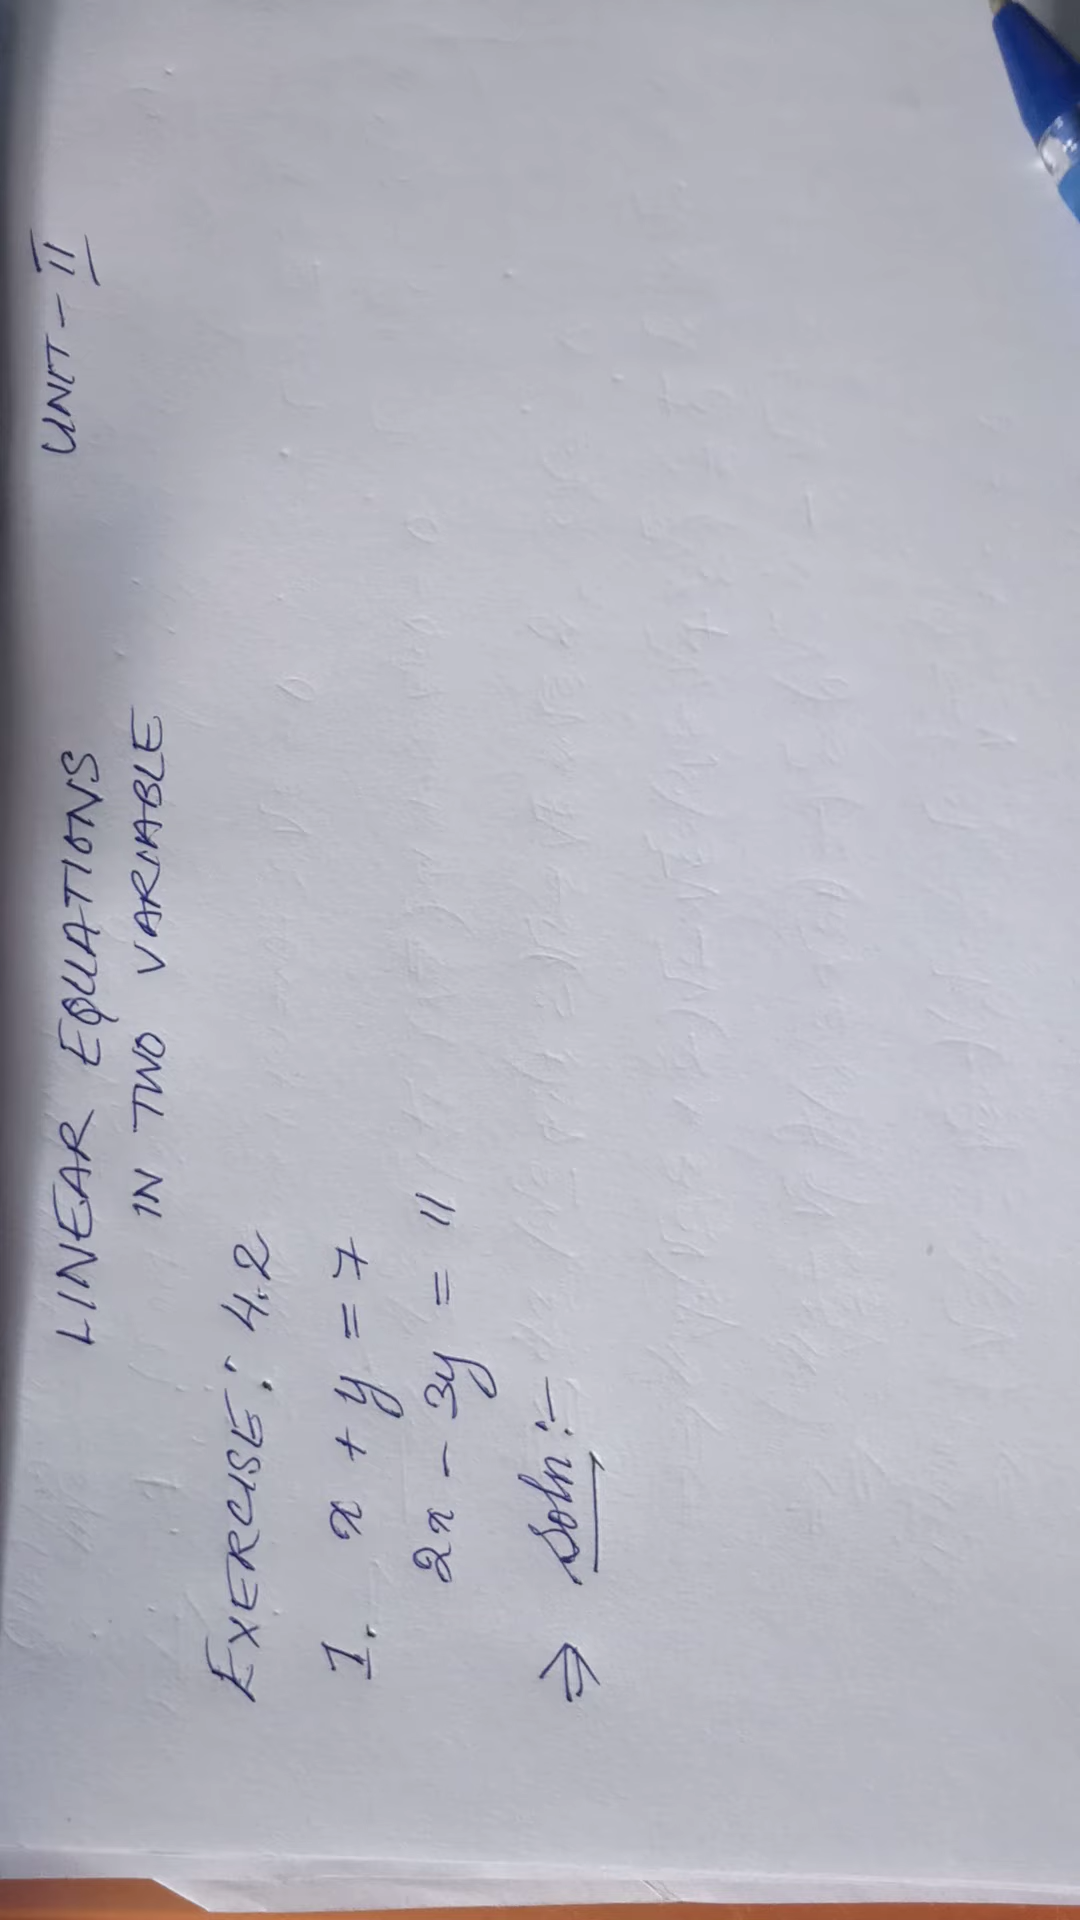 LINEAR EQUATIONS UNIT-II
IN TWO VARIABLE
EXERCISE: 4.2
1. x + y = 7
2x - 3y = 11
⇒ Soln:-